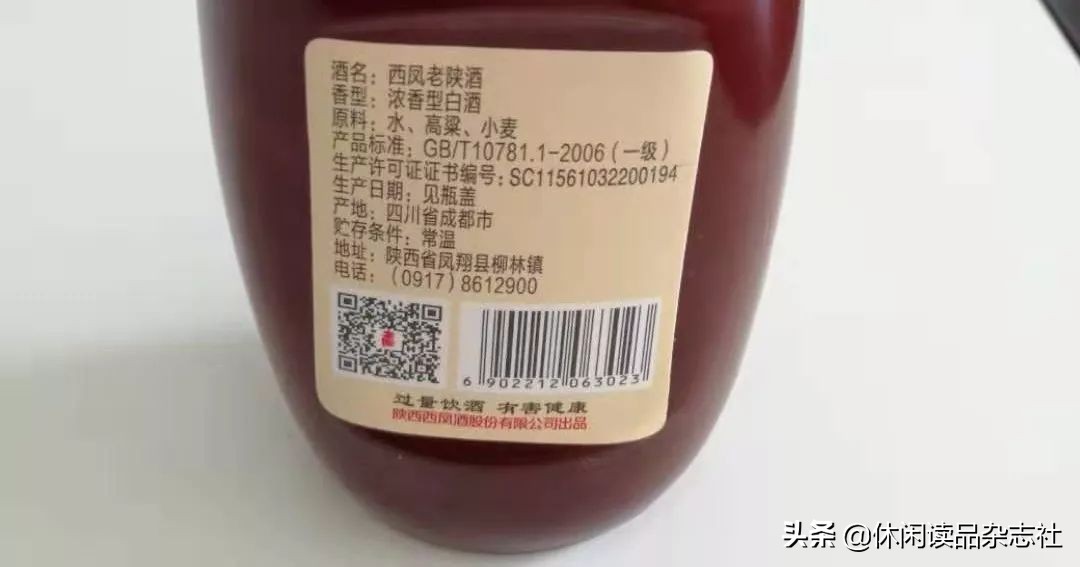 酒名：西凤老陕酒
香型：浓香型白酒
原料：水、高粱、小麦
产品标准：GB/T10781.1-2006（一级）
生产许可证证书编号：SC11561032200194
生产日期：见瓶盖
产地：四川省成都市
贮存条件：常温
地址：陕西省凤翔县柳林镇
电话：（0917）8612900
6 902212 063023
过量饮酒 有害健康
陕西西凤酒股份有限公司出品
头条 @休闲读品杂志社